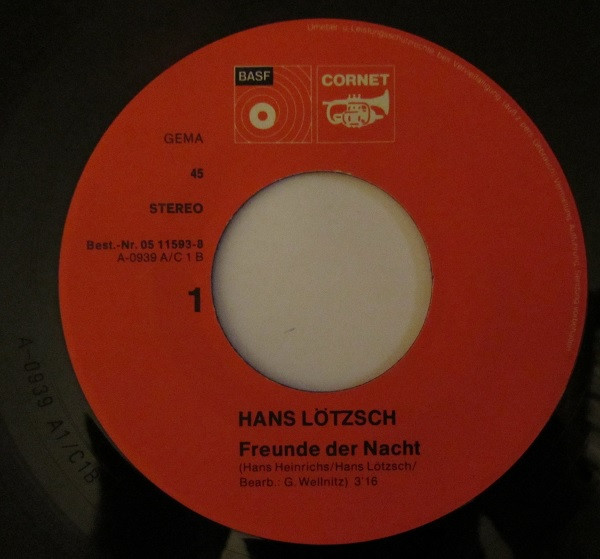 BASF
CORNET
GEMA
45
STEREO
Best.-Nr. 05 11593-8
A-0939 A/C 1 B
1
HANS LÖTZSCH
Freunde der Nacht
(Hans Heinrichs/Hans Lötzsch/
Bearb.: G. Wellnitz) 3'16
A-0939 A1/C1B